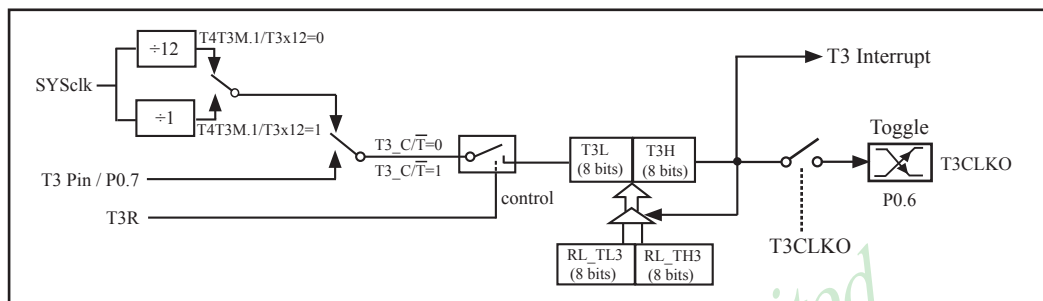 ÷12
T4T3M.1/T3x12=0
SYSclk
÷1
T4T3M.1/T3x12=1
T3 Interrupt
Toggle
T3_C/T̅=0
T3_C/T̅=1
T3L
(8 bits)
T3H
(8 bits)
T3CLKO
P0.6
T3 Pin / P0.7
control
T3R
T3CLKO
RL_TL3
(8 bits)
RL_TH3
(8 bits)